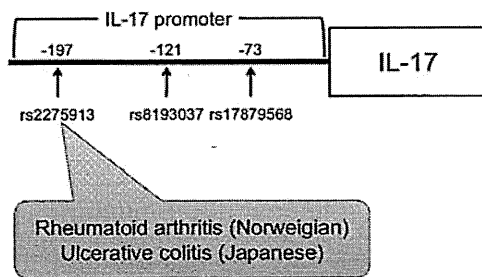 IL-17 promoter
-197 -121 -73
IL-17
rs2275913 rs8193037 rs17879568
Rheumatoid arthritis (Norweigian)
Ulcerative colitis (Japanese)